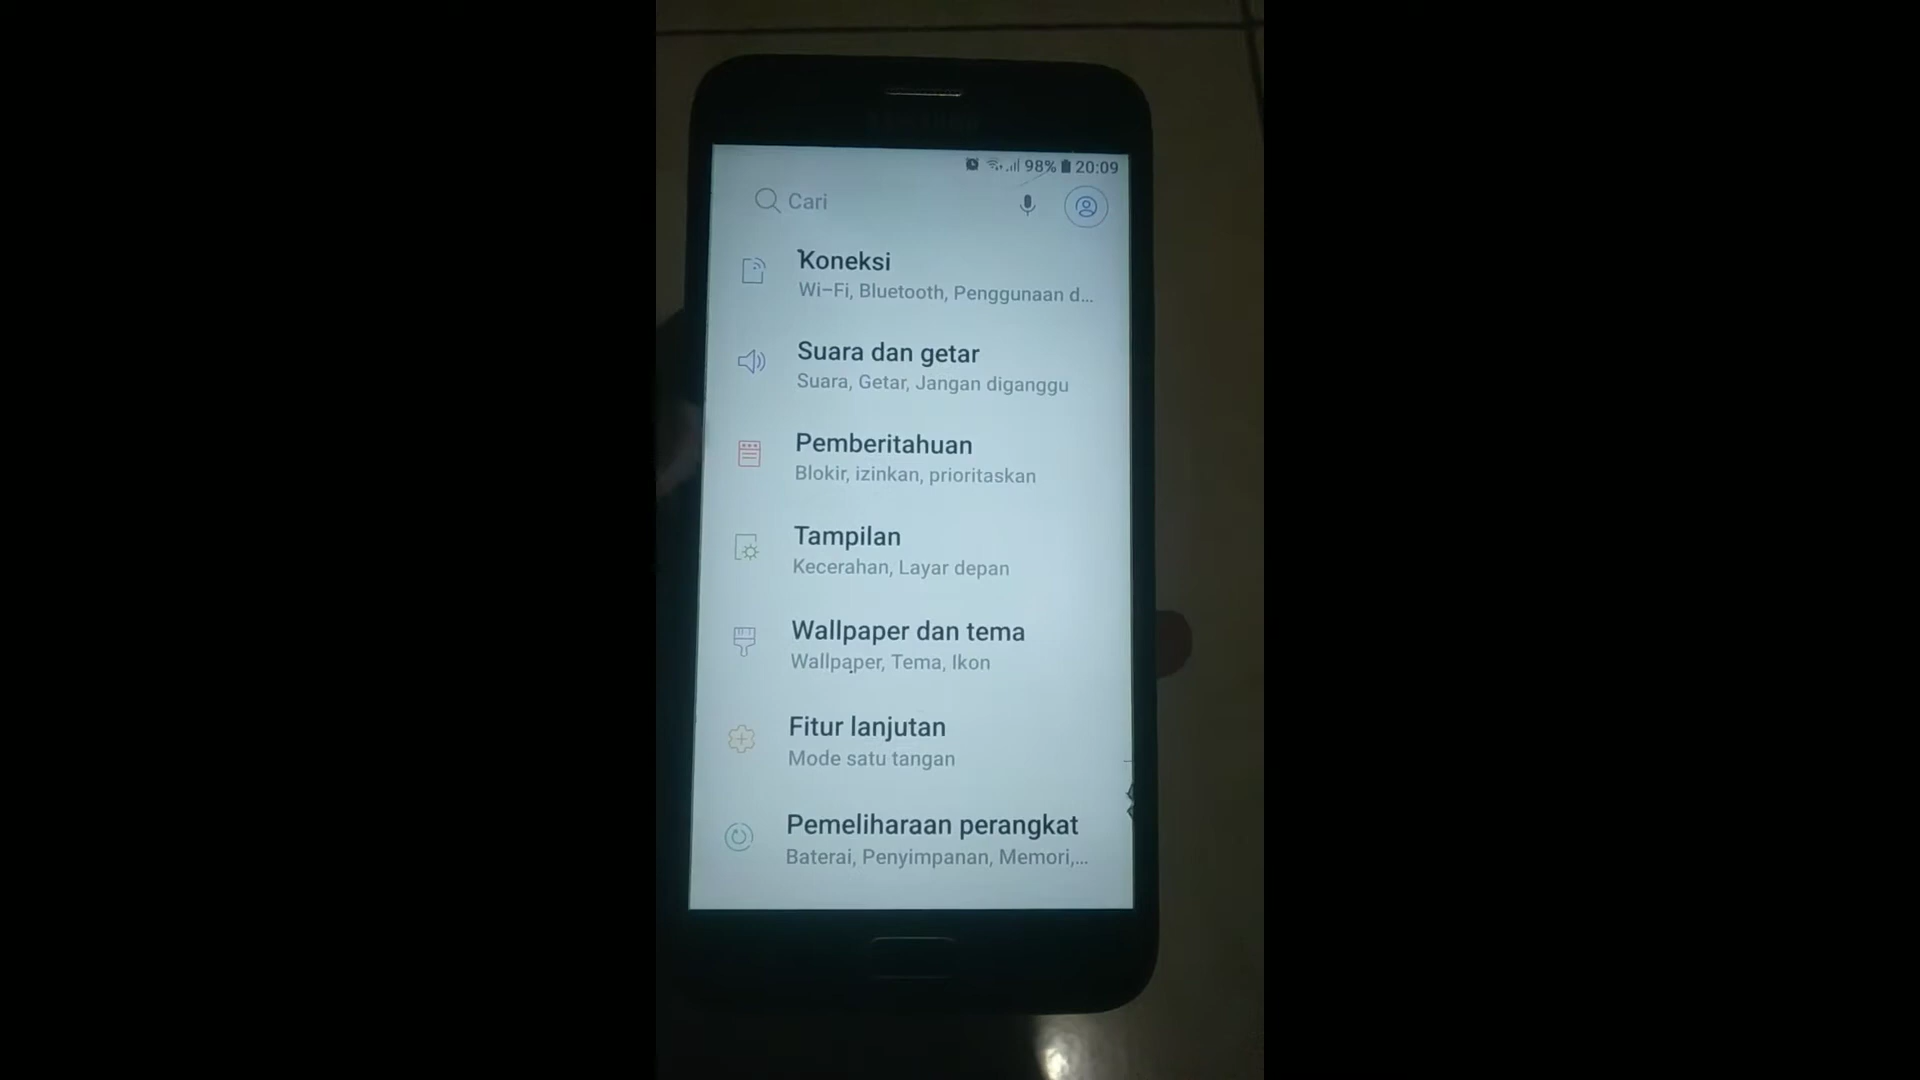 98% 20:09
Cari
Koneksi
Wi-Fi, Bluetooth, Penggunaan d...
Suara dan getar
Suara, Getar, Jangan diganggu
Pemberitahuan
Blokir, izinkan, prioritaskan
Tampilan
Kecerahan, Layar depan
Wallpaper dan tema
Wallpaper, Tema, Ikon
Fitur lanjutan
Mode satu tangan
Pemeliharaan perangkat
Baterai, Penyimpanan, Memori,...